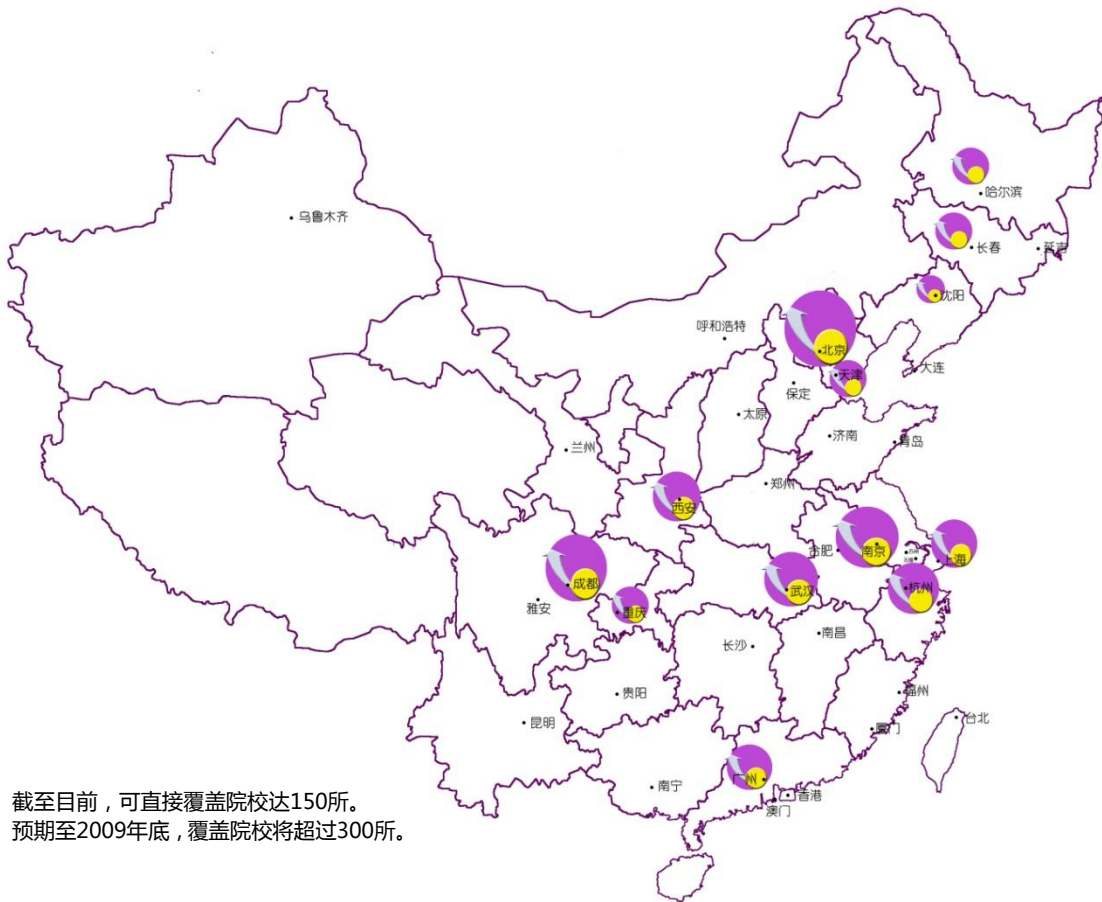 哈尔滨
乌鲁木齐
长春
延吉
沈阳
呼和浩特
北京
大连
天津
保定
太原
济南
青岛
兰州
郑州
西安
南京
合肥
上海
成都
武汉
杭州
雅安
重庆
南昌
长沙
贵阳
福州
昆明
台北
厦门
广州
南宁
香港
澳门
截至目前，可直接覆盖院校达150所。
预期至2009年底，覆盖院校将超过300所。